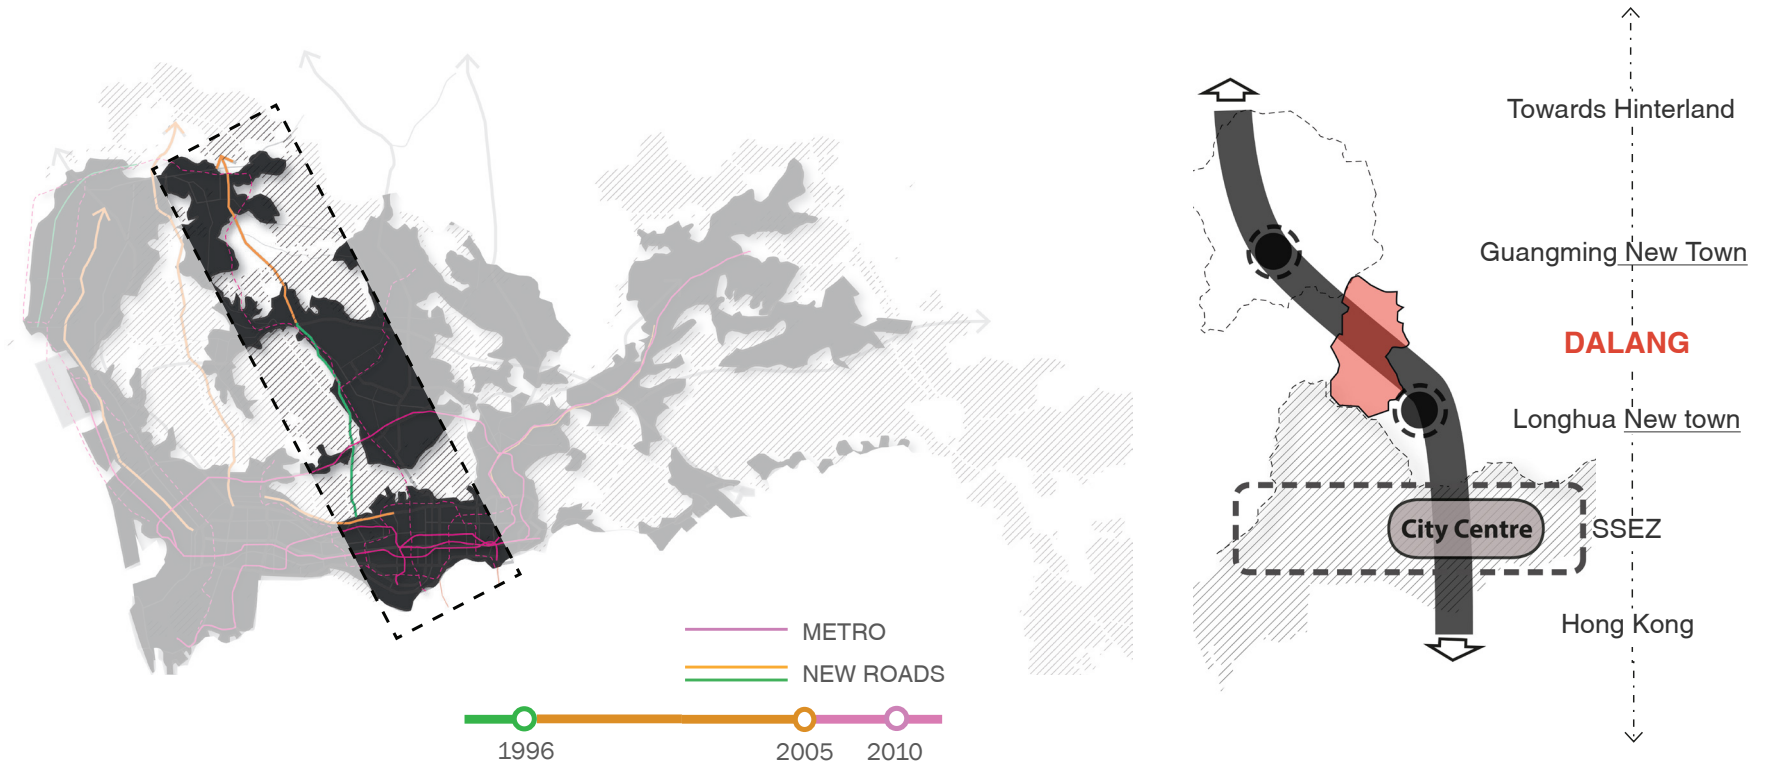 METRO
NEW ROADS
1996
2005
2010
Towards Hinterland
Guangming New Town
DALANG
Longhua New town
City Centre
SSEZ
Hong Kong